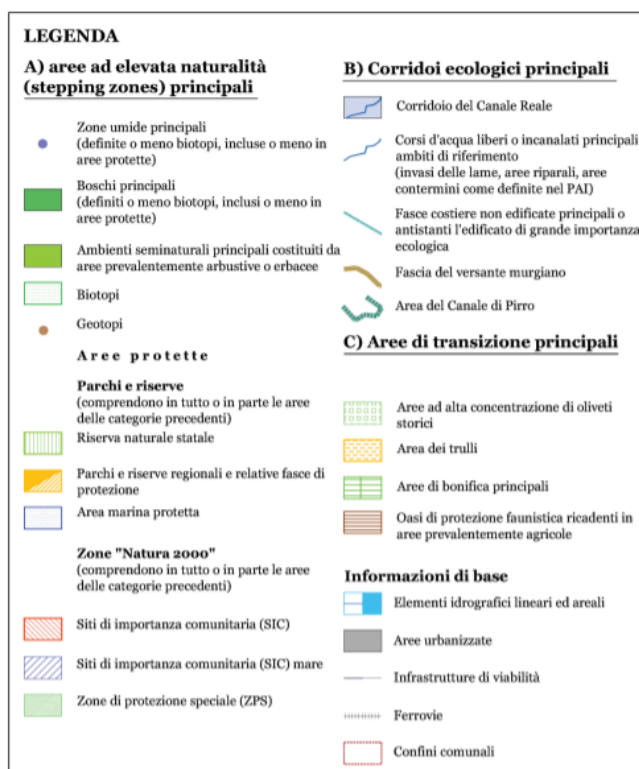 LEGENDA
A) aree ad elevata naturalità
(stepping zones) principali
Zone umide principali
(definite o meno biotopi, incluse o meno in
aree protette)
Boschi principali
(definiti o meno biotopi, inclusi o meno in
aree protette)
Ambienti seminaturali principali costituiti da
aree prevalentemente arbustive o erbacee
Biotopi
Geotopi
Aree protette
Parchi e riserve
(comprendono in tutto o in parte le aree
delle categorie precedenti)
Riserva naturale statale
Parchi e riserve regionali e relative fasce di
protezione
Area marina protetta
Zone "Natura 2000"
(comprendono in tutto o in parte le aree
delle categorie precedenti)
Siti di importanza comunitaria (SIC)
Siti di importanza comunitaria (SIC) mare
Zone di protezione speciale (ZPS)
B) Corridoi ecologici principali
Corridoio del Canale Reale
Corsi d'acqua liberi o incanalati principali
ambiti di riferimento
(invasi delle lame, aree riparali, aree
contermini come definite nel PAI)
Fasce costiere non edificate principali o
antistanti l'edificato di grande importanza
ecologica
Fascia del versante murgiano
Area del Canale di Pirro
C) Aree di transizione principali
Aree ad alta concentrazione di oliveti
storici
Area dei trulli
Aree di bonifica principali
Oasi di protezione faunistica ricadenti in
aree prevalentemente agricole
Informazioni di base
Elementi idrografici lineari ed areali
Aree urbanizzate
Infrastrutture di viabilità
Ferrovie
Confini comunali